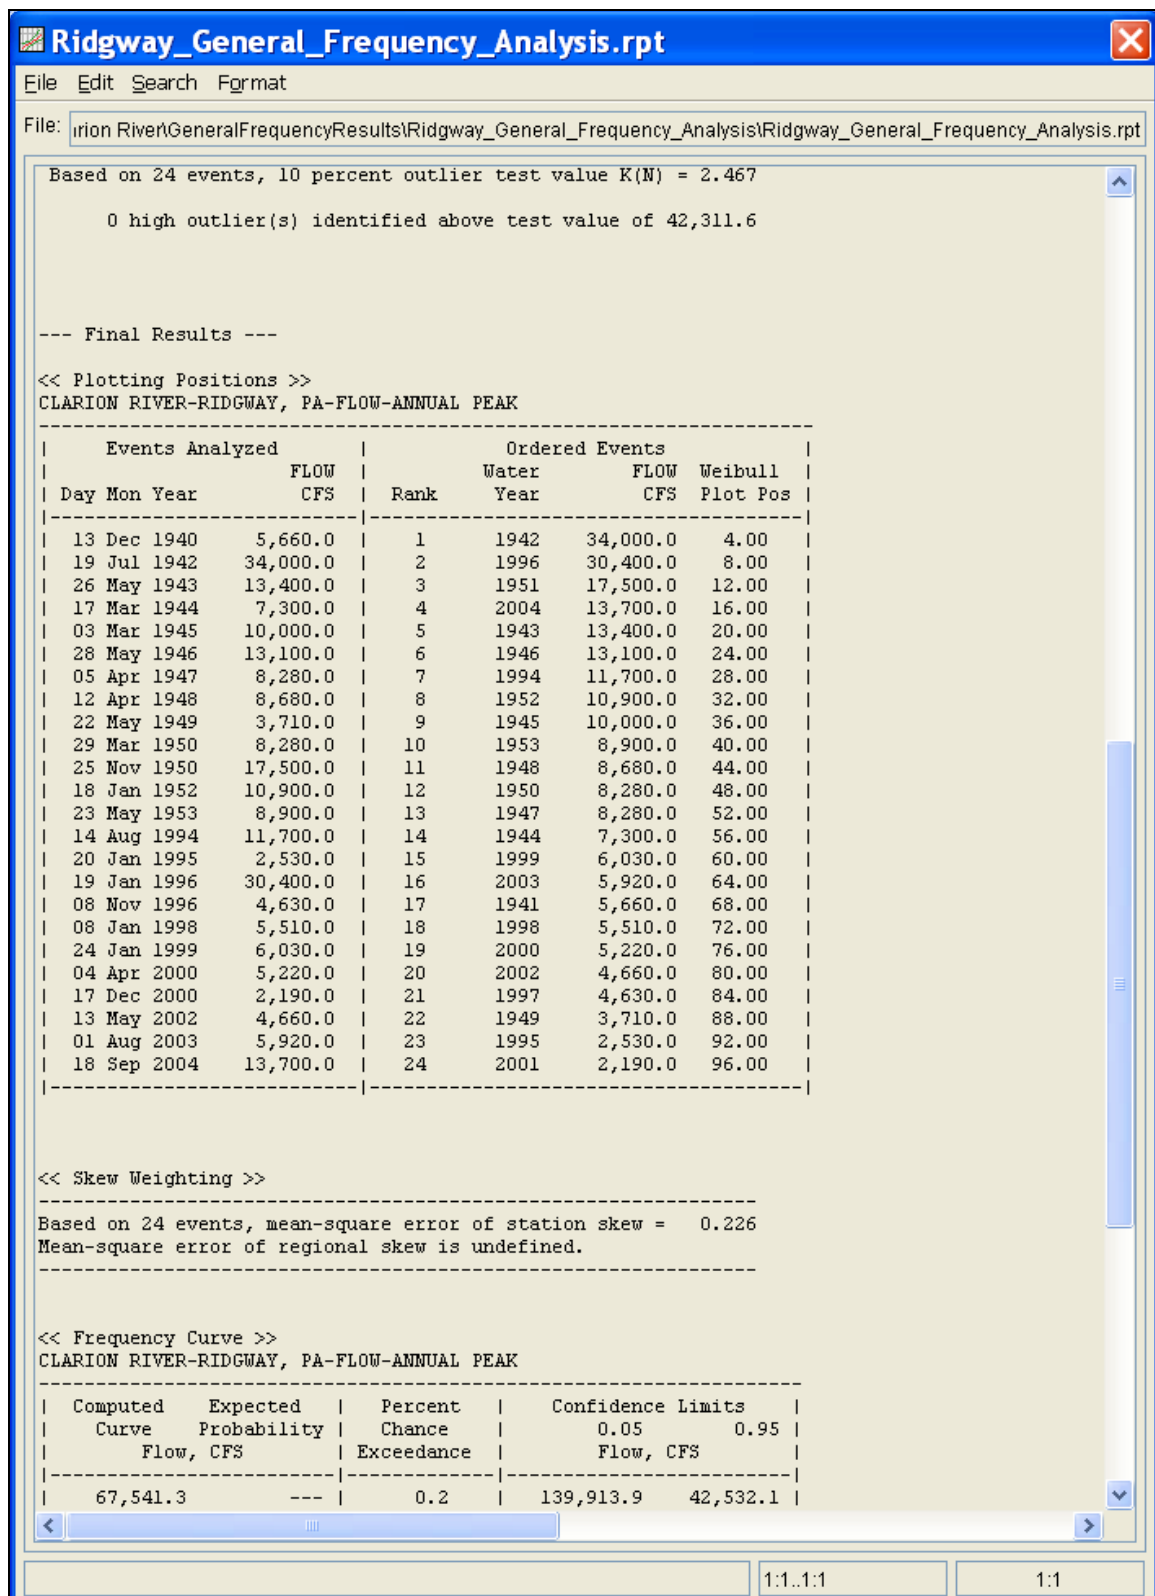 Ridgway_General_Frequency_Analysis.rpt
File Edit Search Format
File: ırion River\GeneralFrequencyResults\Ridgway_General_Frequency_Analysis\Ridgway_General_Frequency_Analysis.rpt
Based on 24 events, 10 percent outlier test value K(N) = 2.467
0 high outlier(s) identified above test value of 42,311.6
--- Final Results ---
<< Plotting Positions >>
CLARION RIVER-RIDGWAY, PA-FLOW-ANNUAL PEAK
| Events Analyzed | Ordered Events |
| FLOW | Water FLOW Weibull |
| Day Mon Year CFS | Rank Year CFS Plot Pos |
| 13 Dec 1940 5,660.0 | 1 1942 34,000.0 4.00 |
| 19 Jul 1942 34,000.0 | 2 1996 30,400.0 8.00 |
| 26 May 1943 13,400.0 | 3 1951 17,500.0 12.00 |
| 17 Mar 1944 7,300.0 | 4 2004 13,700.0 16.00 |
| 03 Mar 1945 10,000.0 | 5 1943 13,400.0 20.00 |
| 28 May 1946 13,100.0 | 6 1946 13,100.0 24.00 |
| 05 Apr 1947 8,280.0 | 7 1994 11,700.0 28.00 |
| 12 Apr 1948 8,680.0 | 8 1952 10,900.0 32.00 |
| 22 May 1949 3,710.0 | 9 1945 10,000.0 36.00 |
| 29 Mar 1950 8,280.0 | 10 1953 8,900.0 40.00 |
| 25 Nov 1950 17,500.0 | 11 1948 8,680.0 44.00 |
| 18 Jan 1952 10,900.0 | 12 1950 8,280.0 48.00 |
| 23 May 1953 8,900.0 | 13 1947 8,280.0 52.00 |
| 14 Aug 1994 11,700.0 | 14 1944 7,300.0 56.00 |
| 20 Jan 1995 2,530.0 | 15 1999 6,030.0 60.00 |
| 19 Jan 1996 30,400.0 | 16 2003 5,920.0 64.00 |
| 08 Nov 1996 4,630.0 | 17 1941 5,660.0 68.00 |
| 08 Jan 1998 5,510.0 | 18 1998 5,510.0 72.00 |
| 24 Jan 1999 6,030.0 | 19 2000 5,220.0 76.00 |
| 04 Apr 2000 5,220.0 | 20 2002 4,660.0 80.00 |
| 17 Dec 2000 2,190.0 | 21 1997 4,630.0 84.00 |
| 13 May 2002 4,660.0 | 22 1949 3,710.0 88.00 |
| 01 Aug 2003 5,920.0 | 23 1995 2,530.0 92.00 |
| 18 Sep 2004 13,700.0 | 24 2001 2,190.0 96.00 |
<< Skew Weighting >>
Based on 24 events, mean-square error of station skew = 0.226
Mean-square error of regional skew is undefined.
<< Frequency Curve >>
CLARION RIVER-RIDGWAY, PA-FLOW-ANNUAL PEAK
| Computed Expected | Percent | Confidence Limits |
| Curve Probability | Chance | 0.05 0.95 |
| Flow, CFS | Exceedance | Flow, CFS |
| 67,541.3 --- | 0.2 | 139,913.9 42,532.1 |
1:1..1:1 1:1